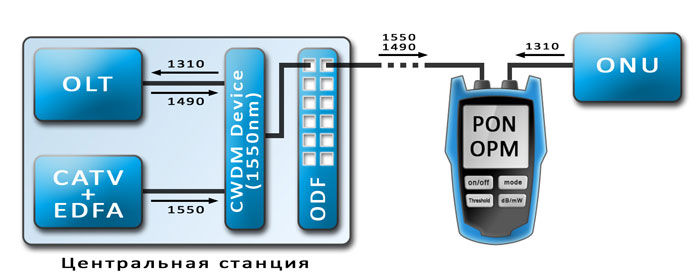 OLT
1310
1490
CATV
+
EDFA
1550
CWDM Device
(1550nm)
ODF
1550
1490
1310
ONU
PON
OPM
on/off
mode
Threshold
dB/mW
Центральная станция